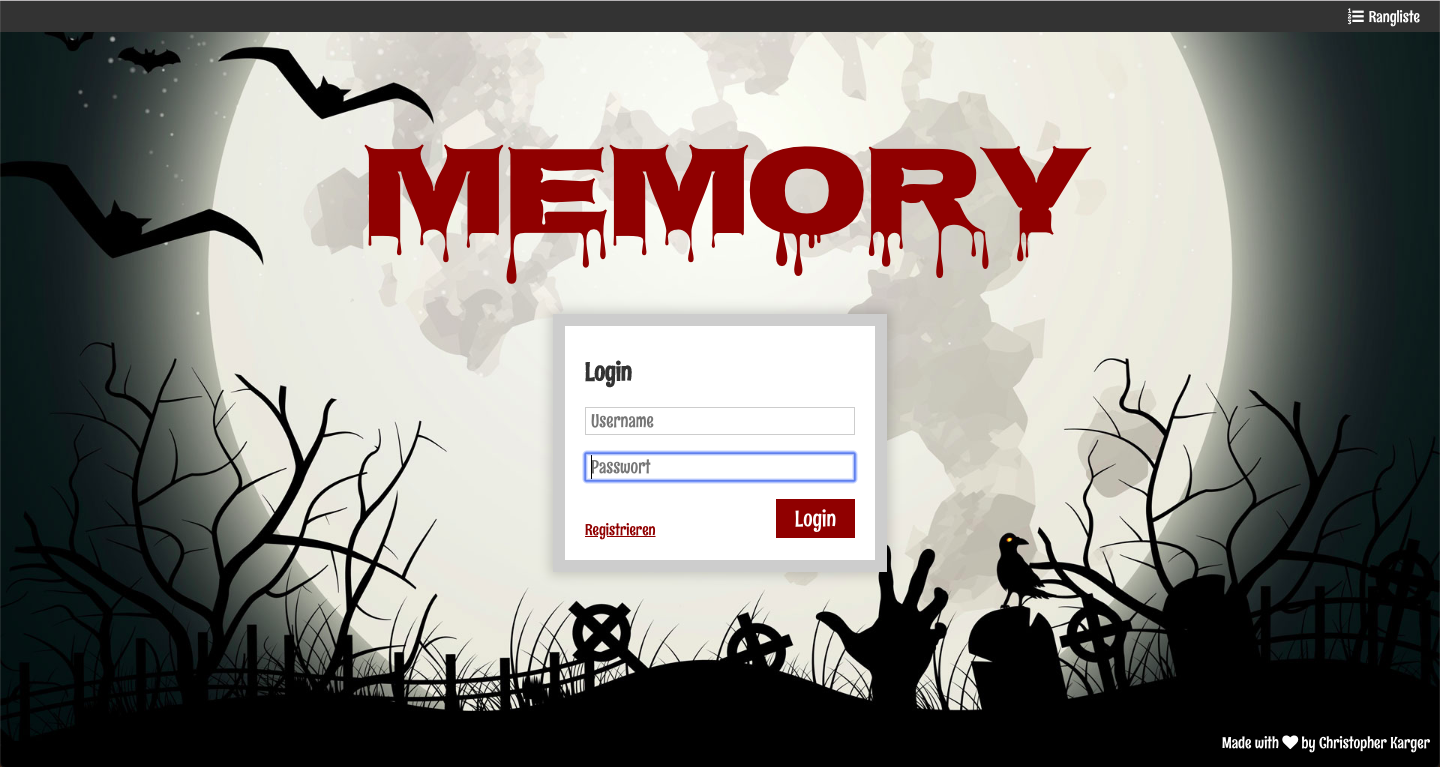 Rangliste
MEMORY
Login
Username
Passwort
Registrieren
Login
Made with ♥ by Christopher Karger